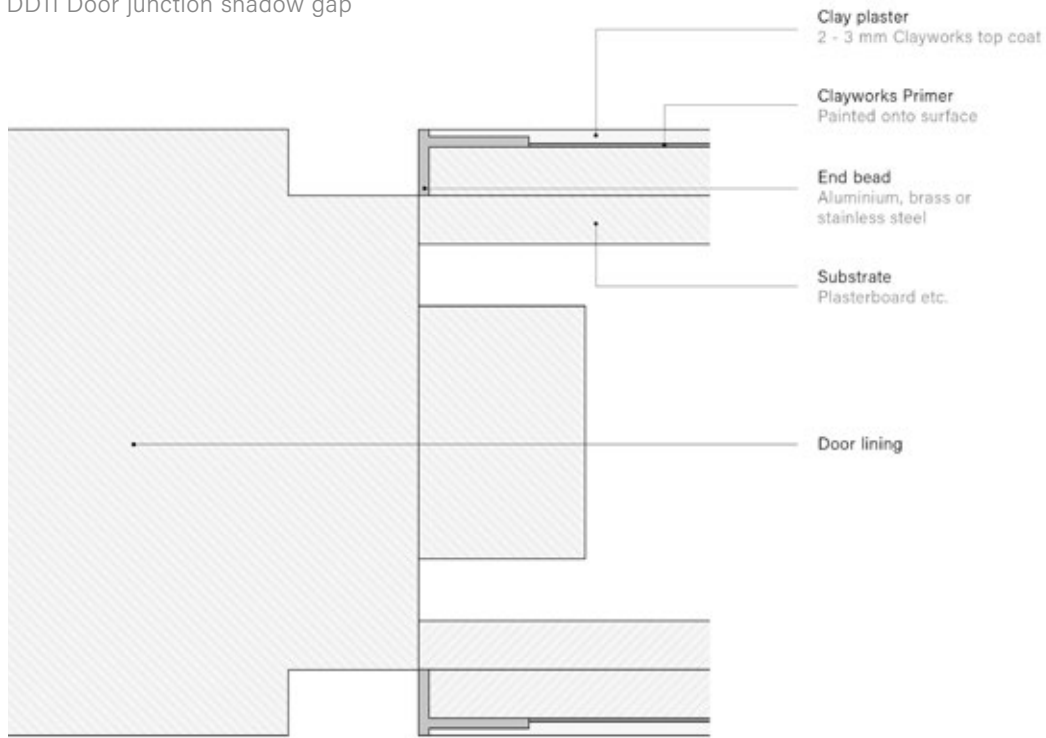 DD11 Door junction shadow gap
Clay plaster
2 - 3 mm Clayworks top coat
Clayworks Primer
Painted onto surface
End bead
Aluminium, brass or
stainless steel
Substrate
Plasterboard etc.
Door lining